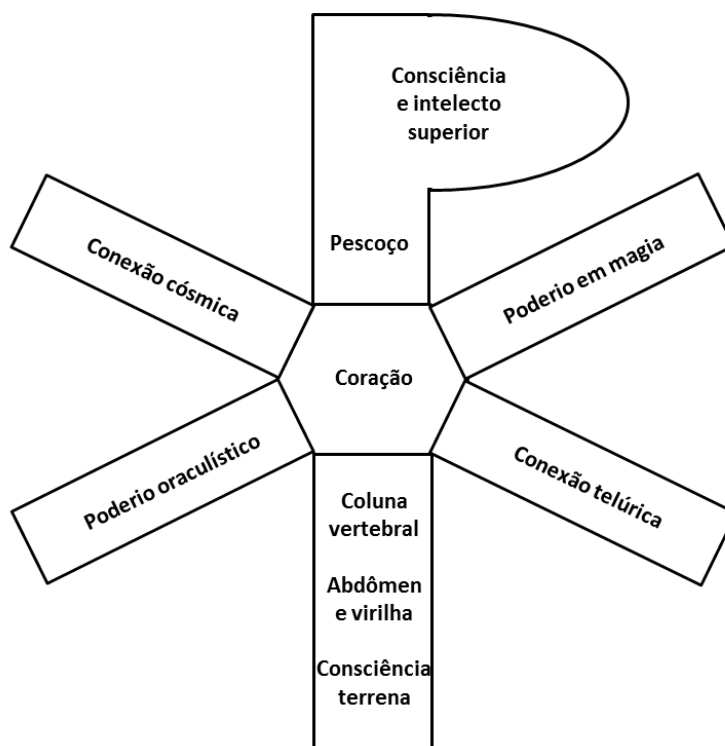 Consciência
e intelecto
superior
Pescoço
Conexão cósmica
Poderio em magia
Coração
Poderio oraculístico
Conexão telúrica
Coluna
vertebral
Abdômen
e virilha
Consciência
terrena